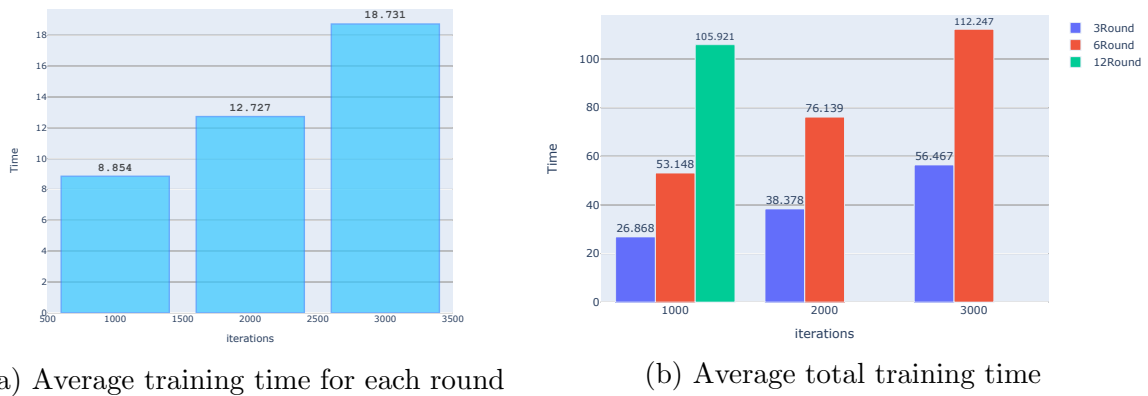 18.731
18
16
14
12.727
12
10
8.854
8
6
4
2
0
Time
500 1000 1500 2000 2500 3000 3500
iterations
a) Average training time for each round
112.247
105.921
100
80
76.139
60
56.467
53.148
40
38.378
26.868
20
0
Time
1000 2000 3000
iterations
3Round
6Round
12Round
(b) Average total training time